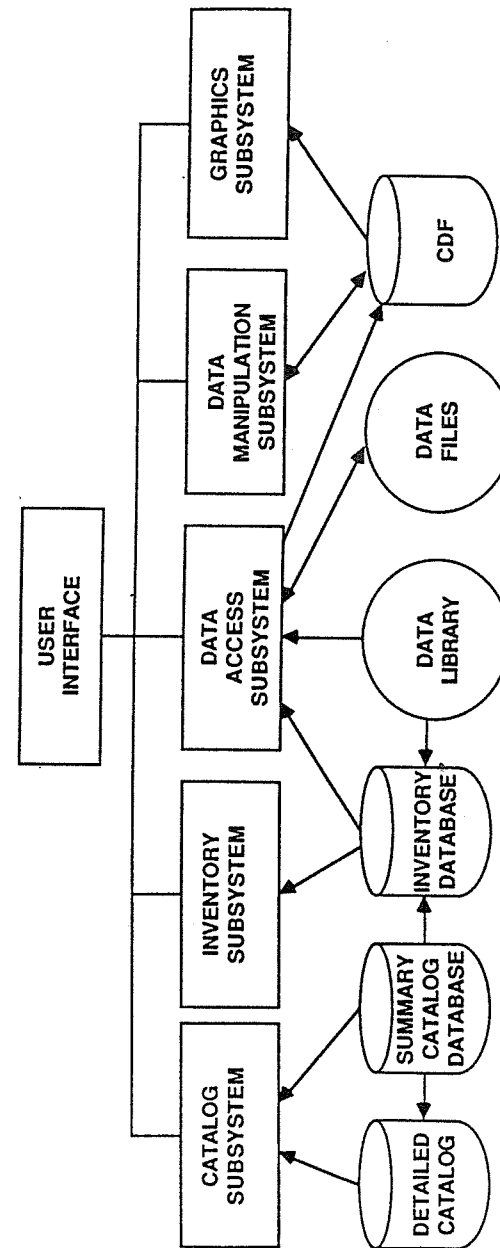 USER
INTERFACE
CATALOG
SUBSYSTEM
INVENTORY
SUBSYSTEM
DATA
ACCESS
SUBSYSTEM
DATA
MANIPULATION
SUBSYSTEM
GRAPHICS
SUBSYSTEM
DETAILED
CATALOG
SUMMARY
CATALOG
DATABASE
INVENTORY
DATABASE
DATA
LIBRARY
DATA
FILES
CDF